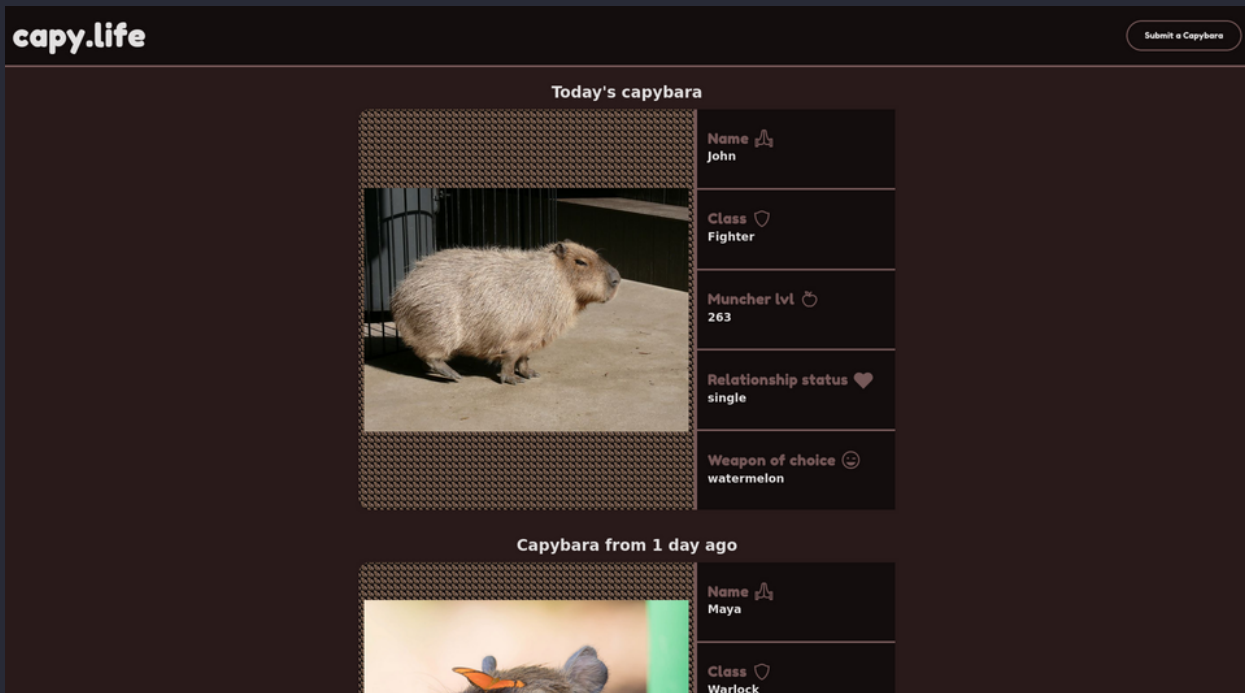 capy.life
Submit a Capybara
Today's capybara
Name
John
Class
Fighter
Muncher lvl
263
Relationship status
single
Weapon of choice
watermelon
Capybara from 1 day ago
Name
Maya
Class
Warlock